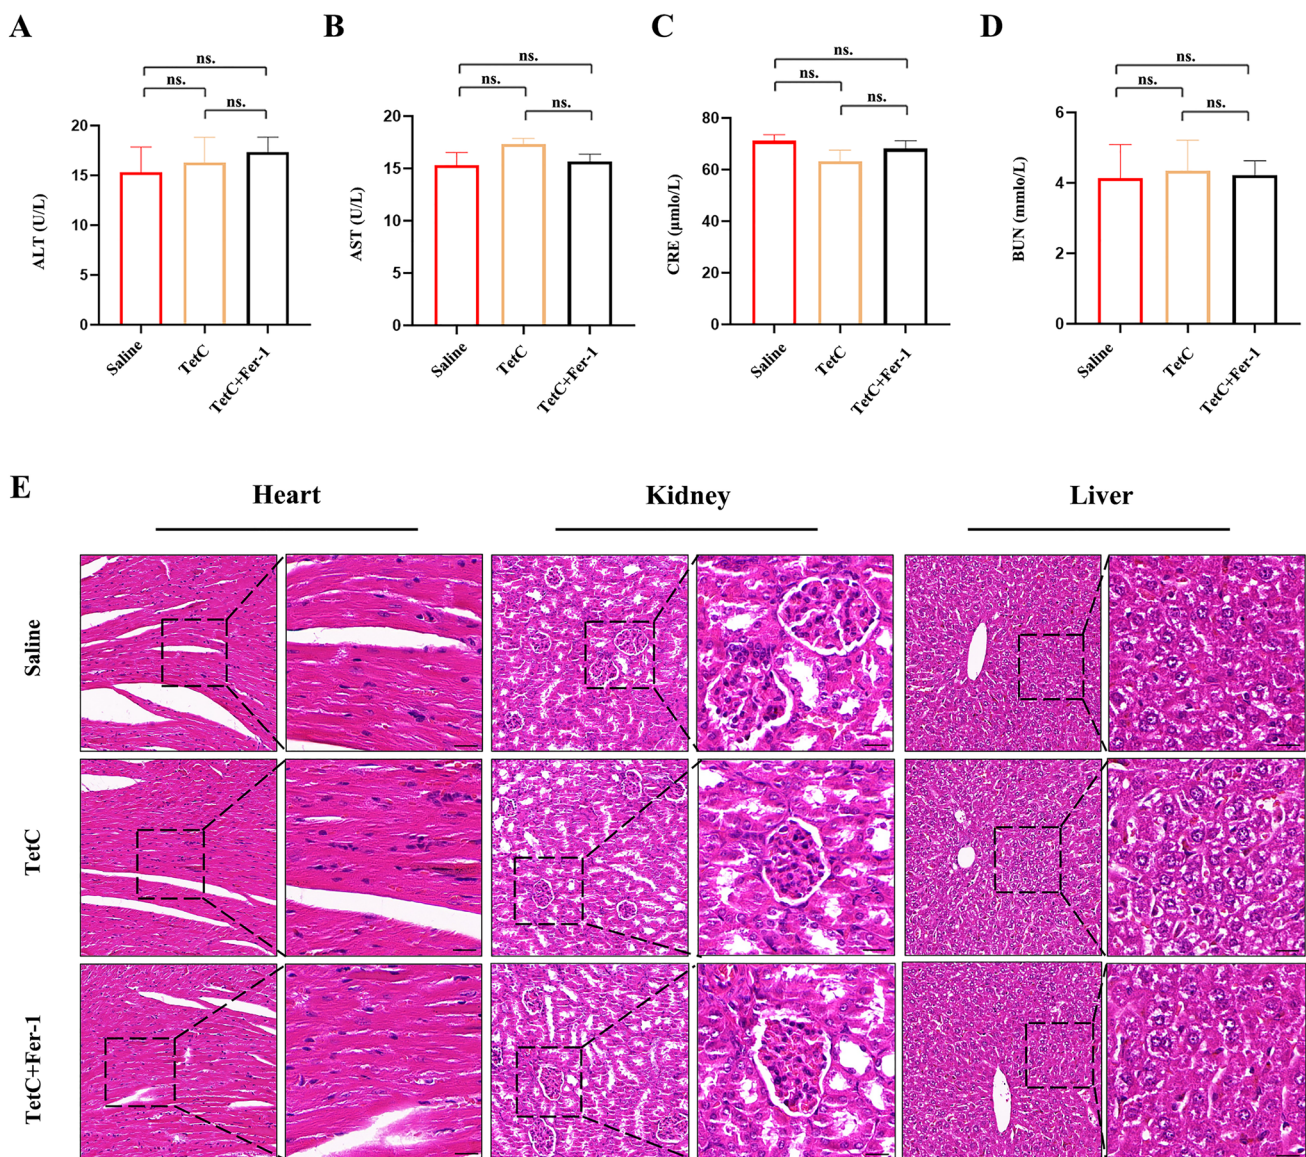 A
B
C
D
ns.
ns.
ns.
ALT (U/L)
20
15
10
5
0
Saline
TetC
TetC+Fer-1
ns.
ns.
ns.
AST (U/L)
20
15
10
5
0
Saline
TetC
TetC+Fer-1
ns.
ns.
ns.
CRE (μmlo/L)
80
60
40
20
0
Saline
TetC
TetC+Fer-1
ns.
ns.
ns.
BUN (mmlo/L)
6
4
2
0
Saline
TetC
TetC+Fer-1
E
Heart
Kidney
Liver
Saline
TetC
TetC+Fer-1